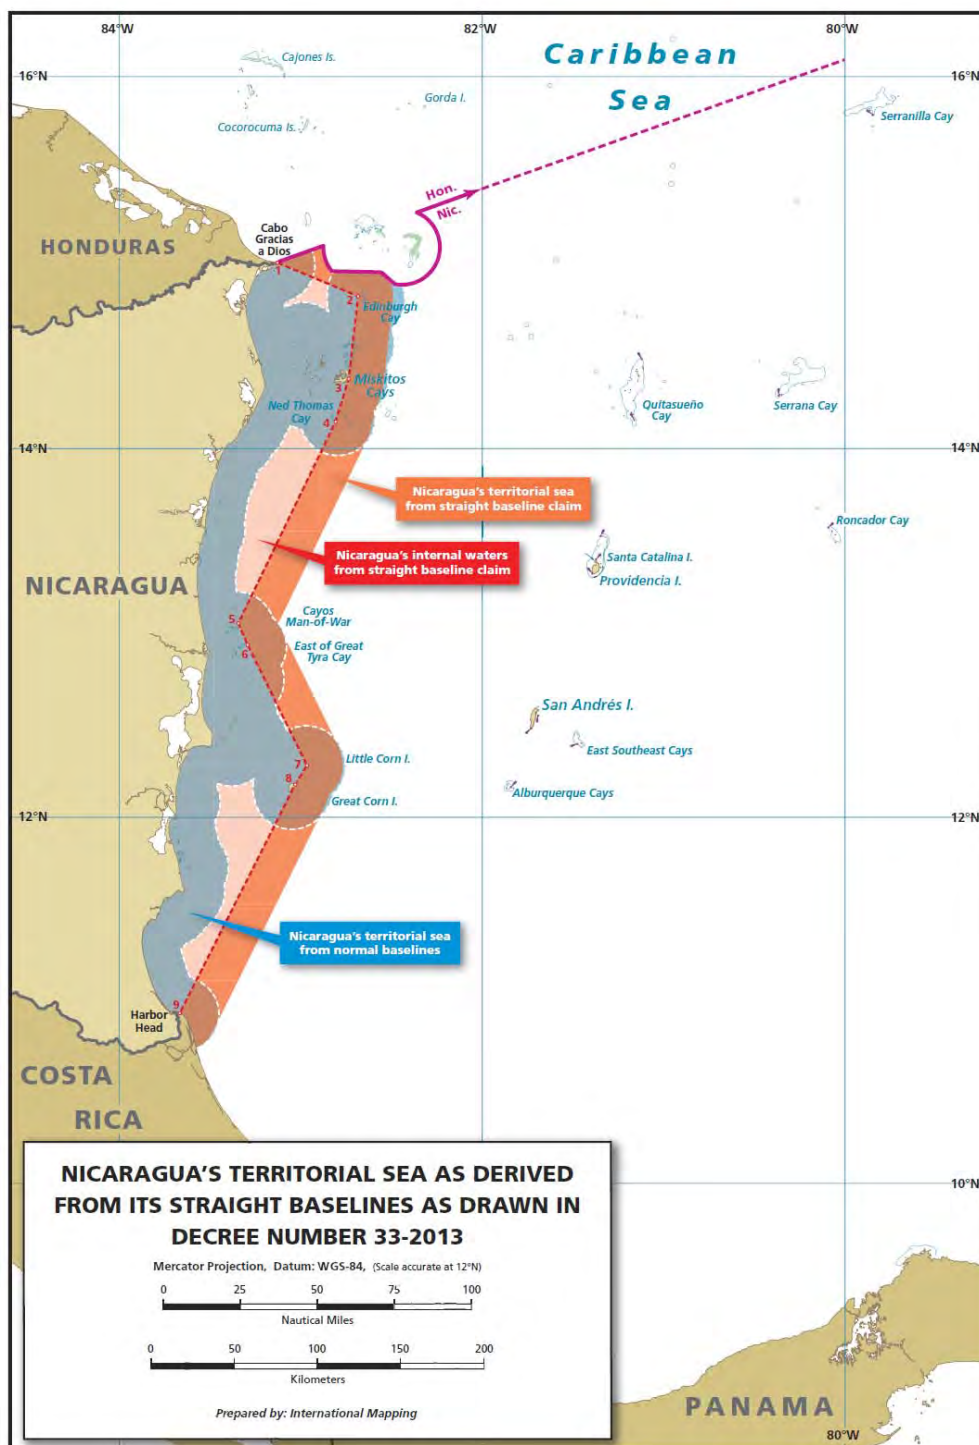 84°W
82°W
80°W
Caribbean
Sea
Cajones Is.
16°N
16°N
Gorda I.
Serranilla Cay
Cocorocuma Is.
Hon.
Nic.
Cabo
Gracias
a Dios
HONDURAS
1
2
Edinburgh
Cay
3
Miskitos
Cays
Ned Thomas
Cay
4
Quitasueño
Cay
Serrana Cay
14°N
14°N
Nicaragua's territorial sea
from straight baseline claim
Roncador Cay
Nicaragua's internal waters
from straight baseline claim
Santa Catalina I.
Providencia I.
NICARAGUA
Cayos
Man-of-War
5
East of Great
Tyra Cay
6
San Andrés I.
East Southeast Cays
Little Corn I.
7
8
Great Corn I.
Alburquerque Cays
12°N
12°N
Nicaragua's territorial sea
from normal baselines
9
Harbor
Head
COSTA
RICA
10°N
NICARAGUA'S TERRITORIAL SEA AS DERIVED
FROM ITS STRAIGHT BASELINES AS DRAWN IN
DECREE NUMBER 33-2013
Mercator Projection, Datum: WGS-84, (Scale accurate at 12°N)
0 25 50 75 100
Nautical Miles
0 50 100 150 200
Kilometers
Prepared by: International Mapping
PANAMA
80°W